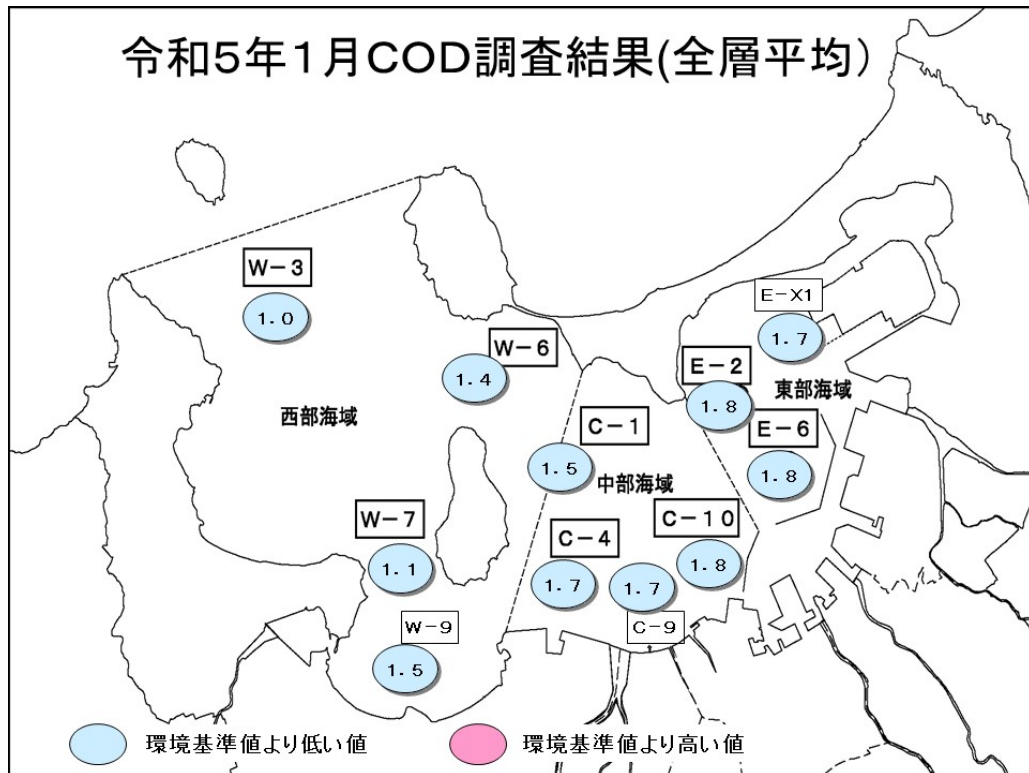 令和5年1月COD調査結果(全層平均)
W-3
1.0
E-X1
1.7
W-6
1.4
E-2
1.8
東部海域
西部海域
C-1
1.5
E-6
1.8
中部海域
W-7
1.1
C-4
1.7
C-10
1.8
1.7
C-9
W-9
1.5
環境基準値より低い値
環境基準値より高い値